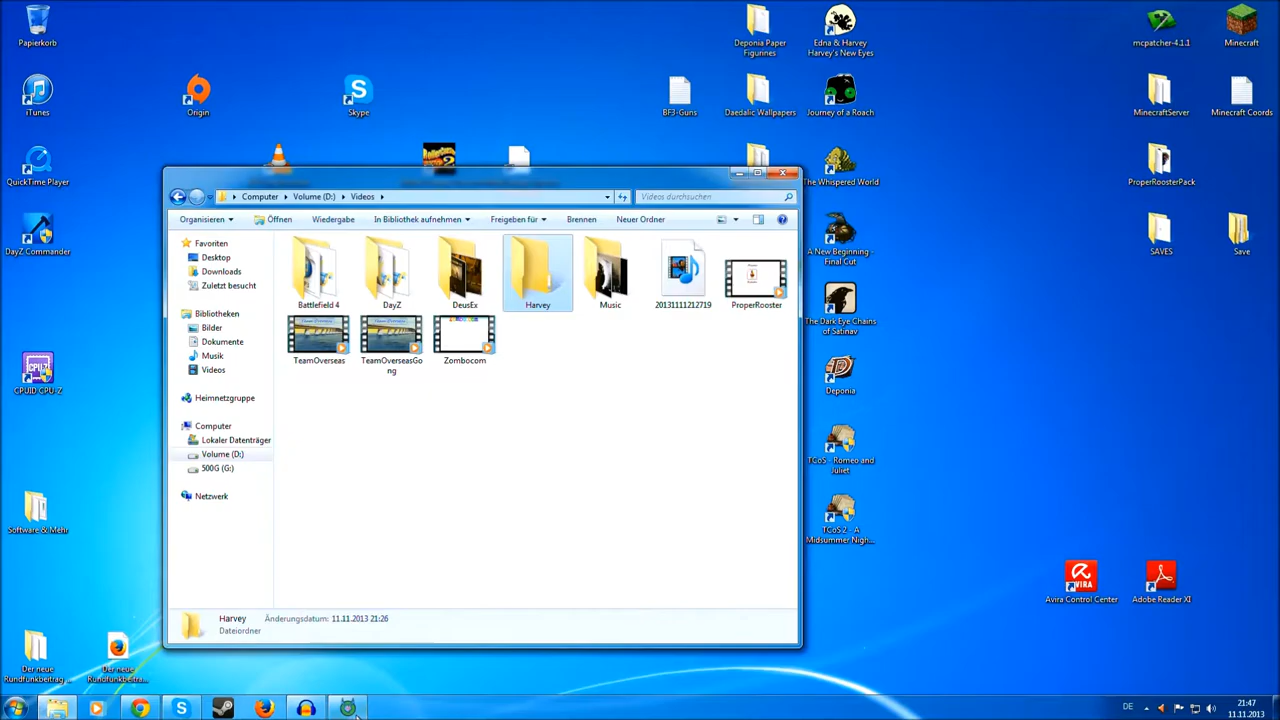 Papierkorb
Deponia Paper
Figurines
Edna & Harvey
Harvey's New Eyes
mcpatcher-4.1.1
Minecraft
iTunes
Origin
Skype
BF3-Guns
Daedalic Wallpapers
Journey of a Roach
MinecraftServer
Minecraft Coords
QuickTime Player
The Whispered World
ProperRoosterPack
Computer
Volume (D:)
Videos
Videos durchsuchen
Organisieren
Öffnen
Wiedergabe
In Bibliothek aufnehmen
Freigeben für
Brennen
Neuer Ordner
DayZ Commander
Favoriten
Desktop
Downloads
Zuletzt besucht
Bibliotheken
Bilder
Dokumente
Musik
Videos
Heimnetzgruppe
Computer
Lokaler Datenträger
Volume (D:)
500G (G:)
Netzwerk
Battlefield 4
DayZ
DeusEx
Harvey
Music
20131111212719
ProperRooster
TeamOverseas
TeamOverseasGo
ng
Zombocom
A New Beginning -
Final Cut
SAVES
Save
The Dark Eye Chains
of Satinav
CPUID CPU-Z
Deponia
TCoS - Romeo and
Juliet
Software & Mehr
TCoS 2 - A
Midsummer Nigh...
AVIRA
Avira Control Center
Adobe Reader XI
Harvey
Änderungsdatum: 11.11.2013 21:26
Dateiordner
Der neue
Rundfunkbeitrag...
Der neue
Rundfunkbeitra...
DE
21:47
11.11.2013